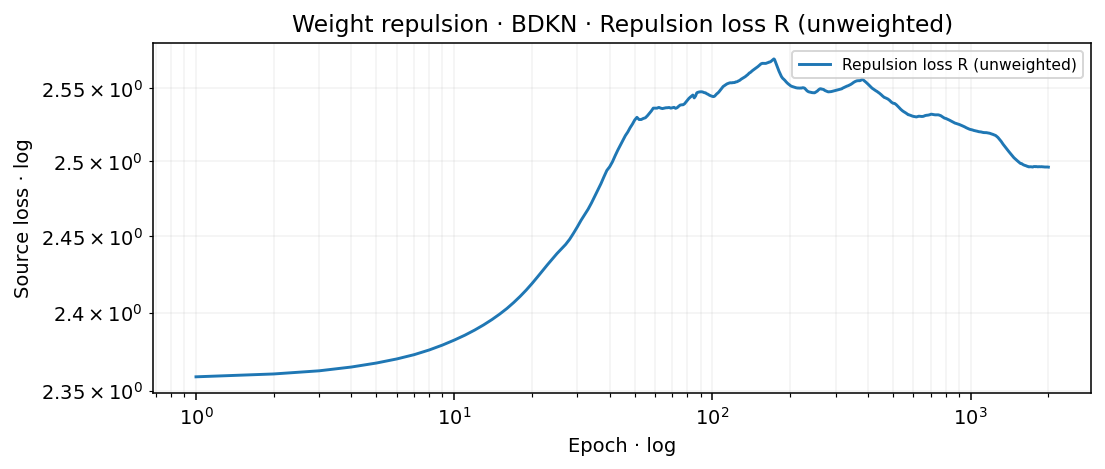 Weight repulsion · BDKN · Repulsion loss R (unweighted)
Repulsion loss R (unweighted)
Source loss · log
2.55 × 10⁰
2.5 × 10⁰
2.45 × 10⁰
2.4 × 10⁰
2.35 × 10⁰
10⁰ 10¹ 10² 10³
Epoch · log